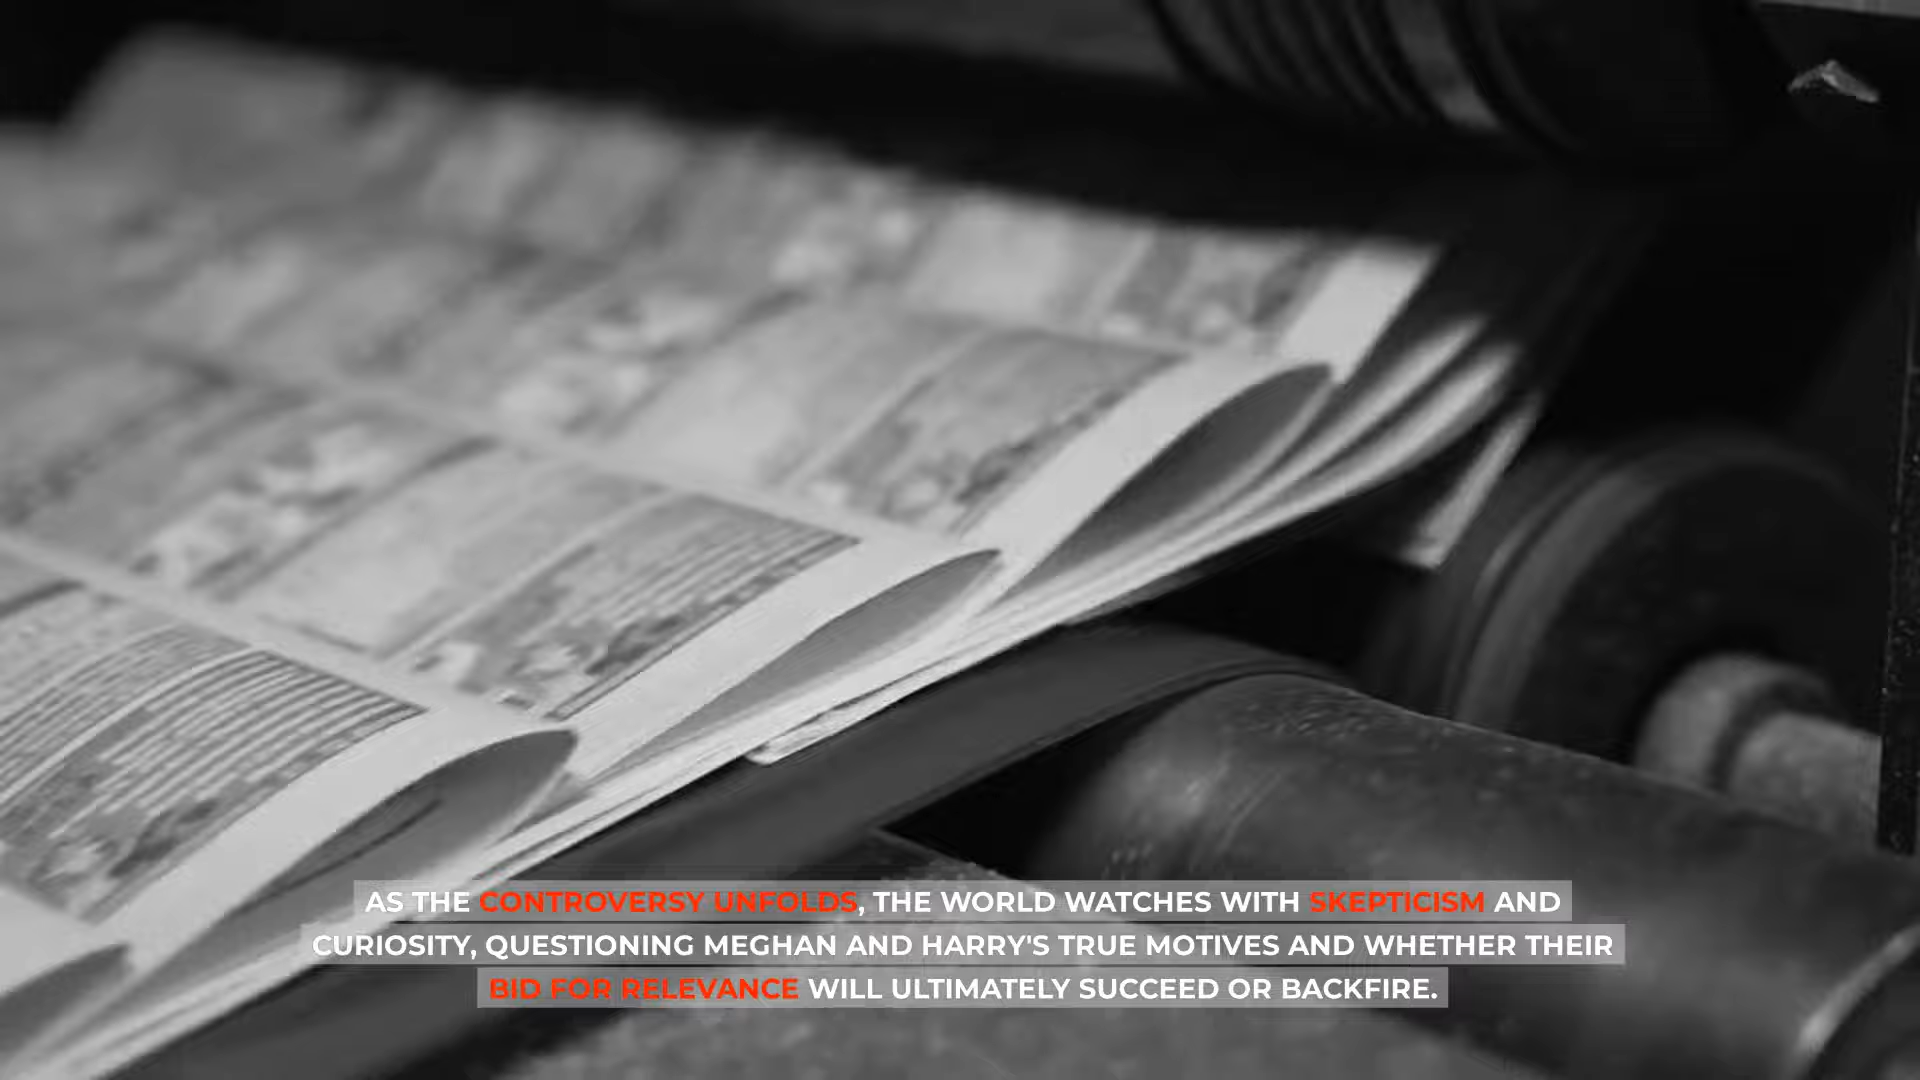 AS THE CONTROVERSY UNFOLDS, THE WORLD WATCHES WITH SKEPTICISM AND
CURIOSITY, QUESTIONING MEGHAN AND HARRY'S TRUE MOTIVES AND WHETHER THEIR
BID FOR RELEVANCE WILL ULTIMATELY SUCCEED OR BACKFIRE.